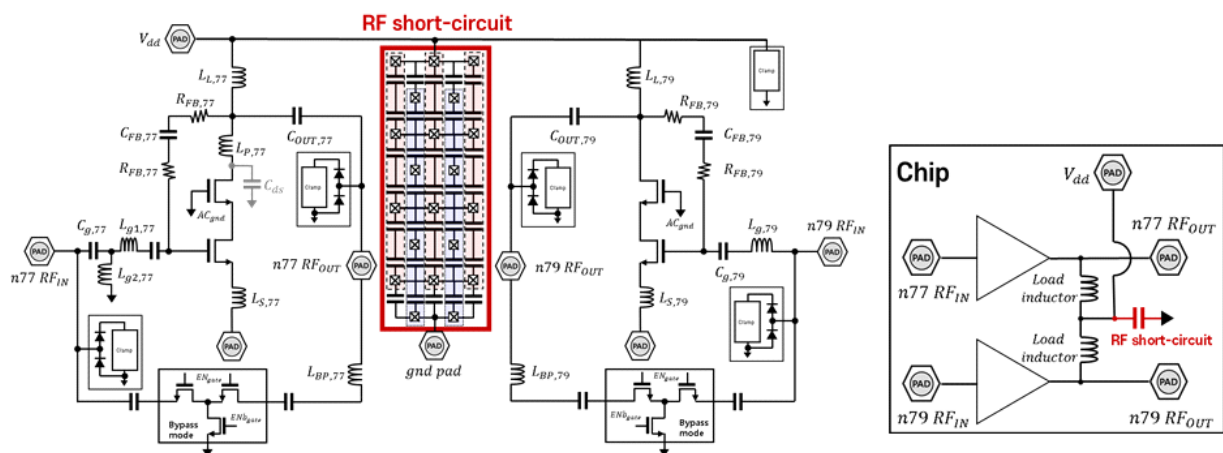 RF short-circuit
V_dd PAD
L_L,77
L_L,79
Clamp
R_FB,77
R_FB,79
C_FB,77
C_OUT,77
C_OUT,79
C_FB,79
L_P,77
R_FB,77
C_ds
Clamp
Clamp
R_FB,79
AC_gnd
AC_gnd
C_g,77 L_g1,77
L_g,79
PAD
n77 RF_IN
L_g2,77
n77 RF_OUT PAD
PAD n79 RF_OUT
C_g,79
PAD
n79 RF_IN
L_S,77
L_S,79
Clamp
PAD
PAD
gnd pad
PAD
Clamp
L_BP,77
L_BP,79
EN_gate
ENb_gate
Bypass
mode
EN_gate
ENb_gate
Bypass
mode
Chip
V_dd
PAD
n77 RF_OUT
PAD
PAD
n77 RF_IN
Load
inductor
RF short-circuit
Load
inductor
PAD
PAD
n79 RF_IN
n79 RF_OUT